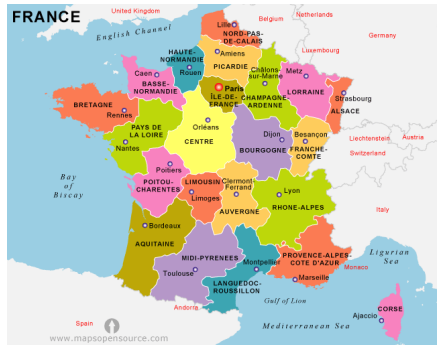 FRANCE
United Kingdom
Netherlands
Belgium
Germany
English Channel
Lille
NORD-PAS-
DE-CALAIS
HAUTE-
NORMANDIE
Amiens
PICARDIE
Luxembourg
Rouen
Caen
BASSE-
NORMANDIE
Châlons-
sur-Marne
CHAMPAGNE-
ARDENNE
Metz
LORRAINE
Paris
ÎLE-DE-
FRANCE
Strasbourg
ALSACE
BRETAGNE
Rennes
PAYS DE
LA LOIRE
Nantes
Orléans
CENTRE
Dijon
BOURGOGNE
Besançon
FRANCHE-
COMTE
Liechtenstein
Austria
Switzerland
Bay
of
Biscay
Poitiers
POITOU-
CHARENTES
LIMOUSIN
Limoges
Clermont-
Ferrand
AUVERGNE
Lyon
RHONE-ALPES
Italy
Bordeaux
AQUITAINE
MIDI-PYRENEES
Toulouse
Montpellier
LANGUEDOC-
ROUSSILLON
PROVENCE-ALPES-
COTE D'AZUR
Marseille
Monaco
Ligurian
Sea
Gulf of Lion
Andorra
Spain
Mediterranean Sea
CORSE
Ajaccio
www.mapsopensource.com